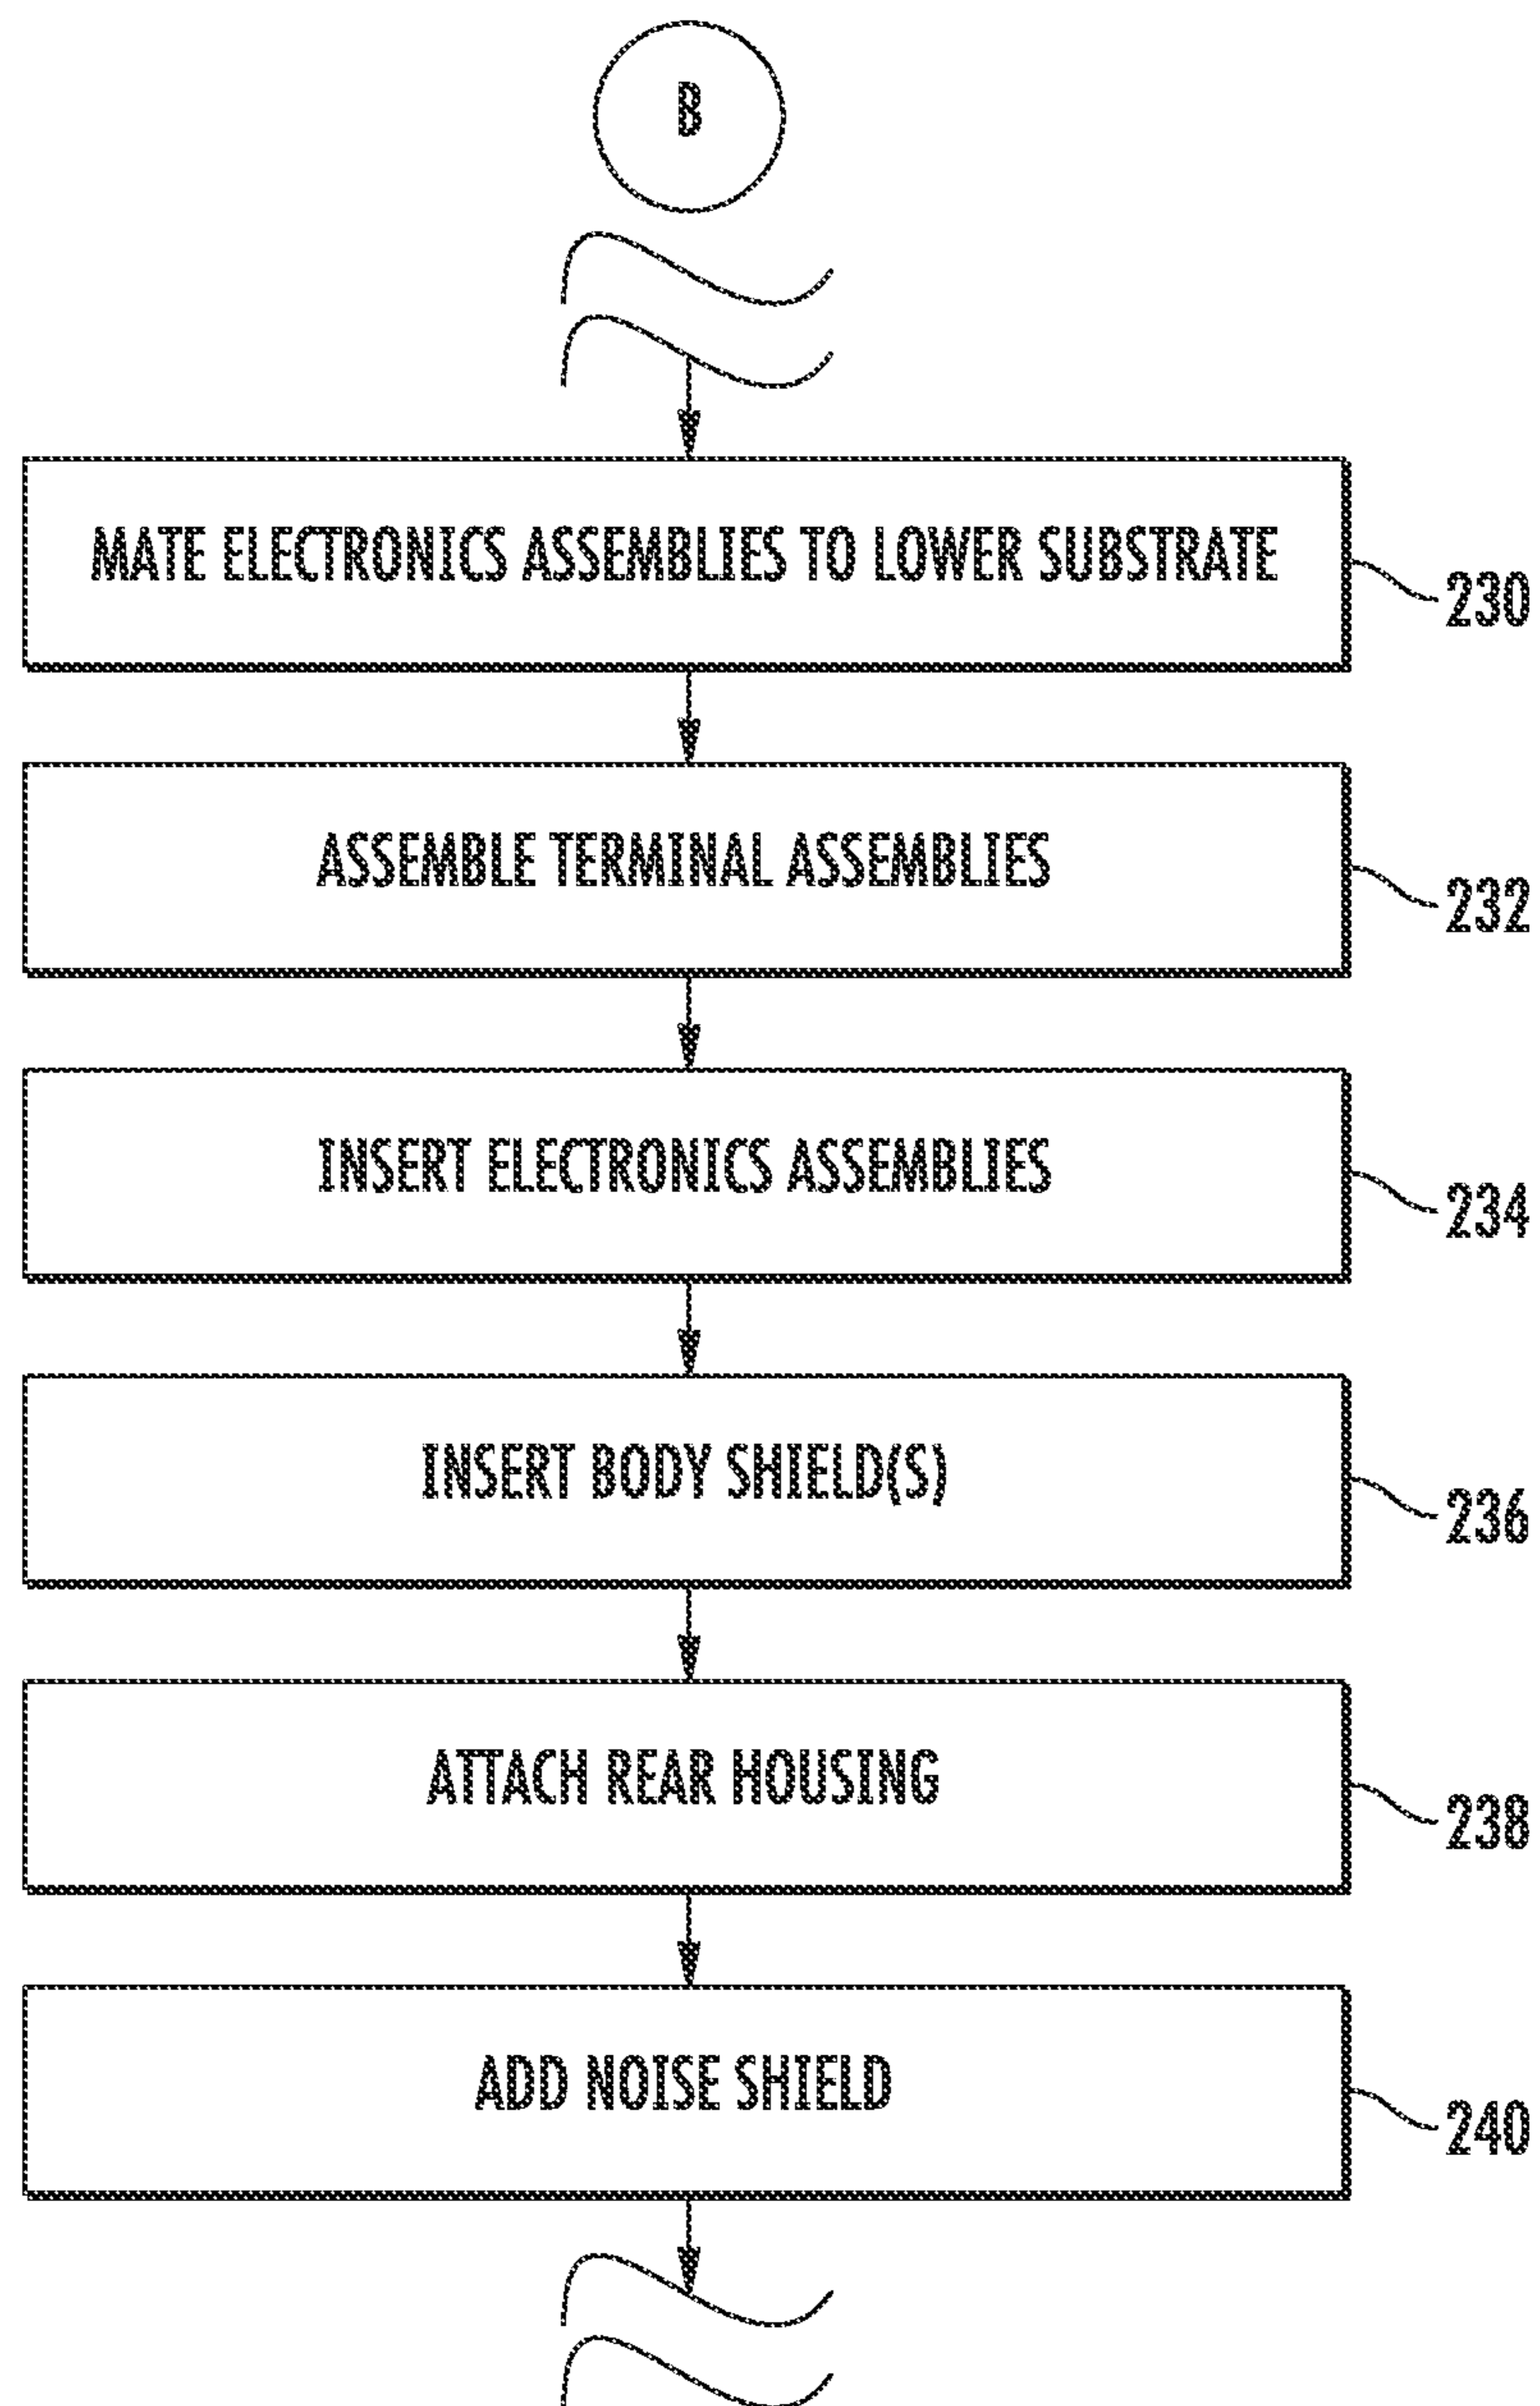 B
MATE ELECTRONICS ASSEMBLIES TO LOWER SUBSTRATE
230
ASSEMBLE TERMINAL ASSEMBLIES
232
INSERT ELECTRONICS ASSEMBLIES
234
INSERT BODY SHIELD(S)
236
ATTACH REAR HOUSING
238
ADD NOISE SHIELD
240